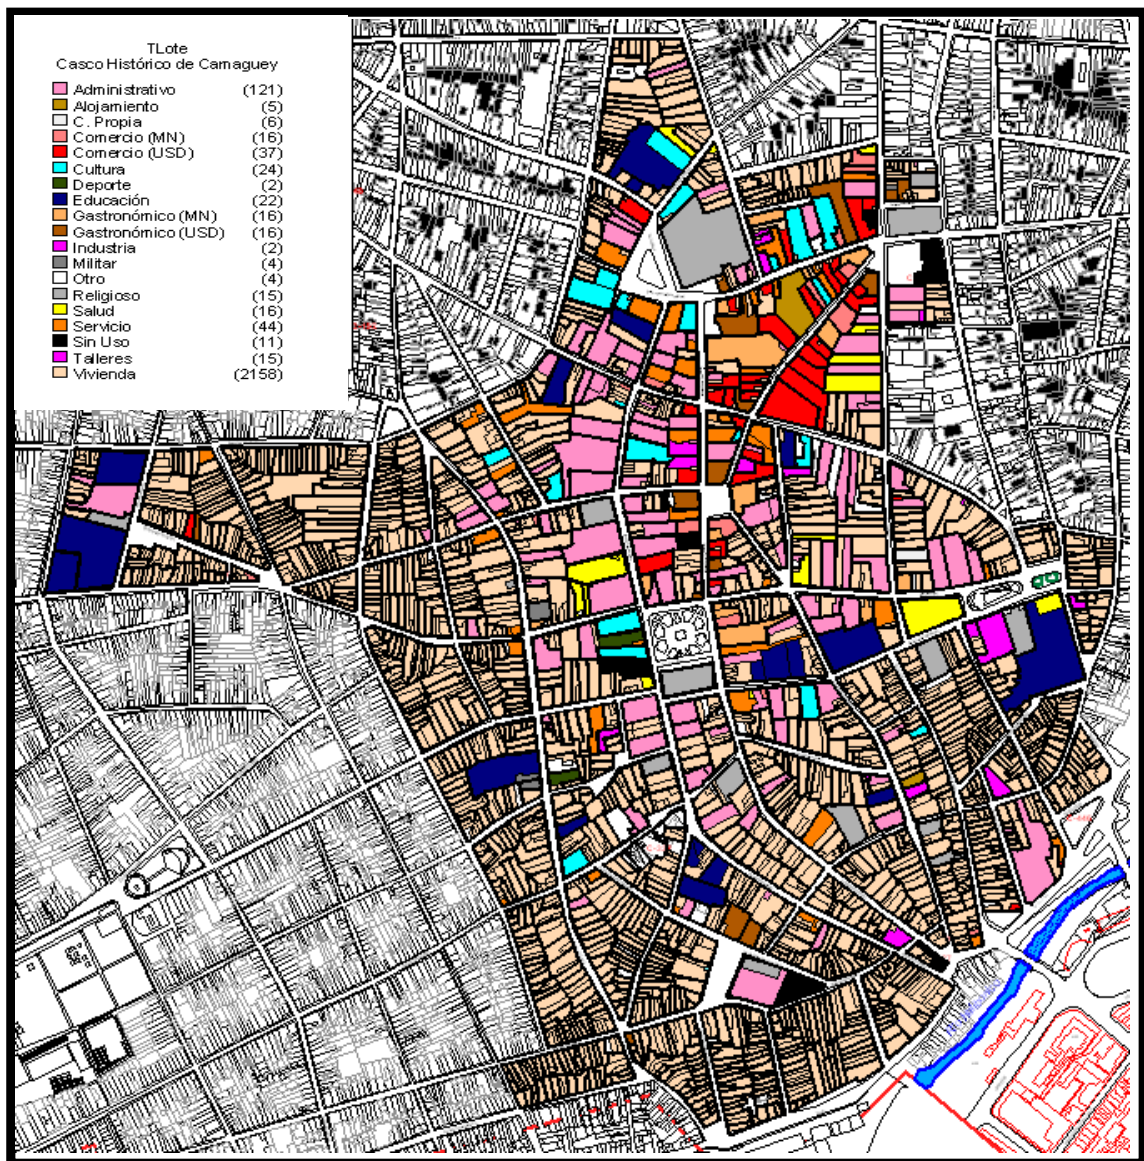 TLote
Casco Histórico de Camaguey
Administrativo (121)
Alojamiento (5)
C. Propia (6)
Comercio (MN) (16)
Comercio (USD) (37)
Cultura (24)
Deporte (2)
Educación (22)
Gastronómico (MN) (16)
Gastronómico (USD) (16)
Industria (2)
Militar (4)
Otro (4)
Religioso (15)
Salud (16)
Servicio (44)
Sin Uso (11)
Talleres (15)
Vivienda (2158)